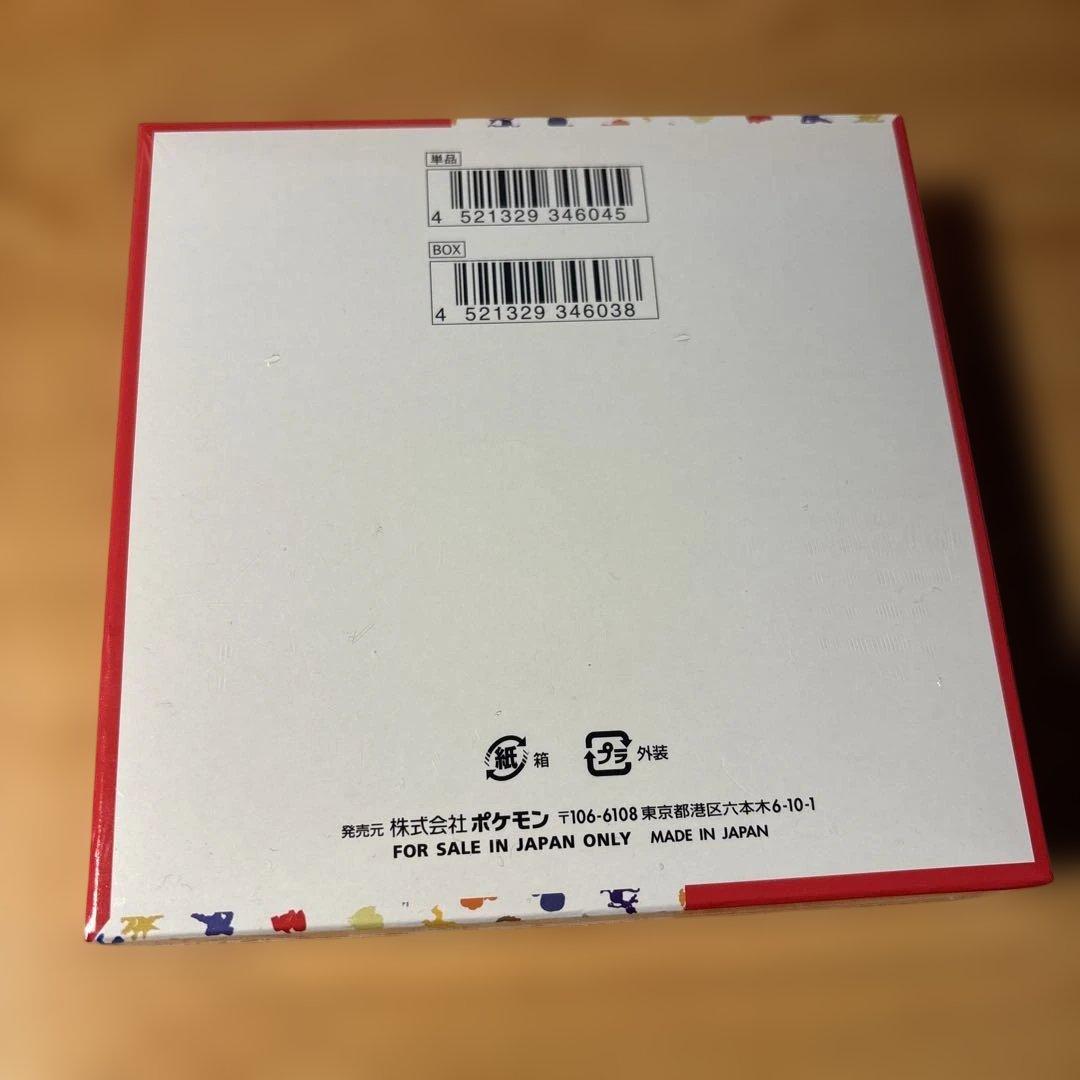 単品
4 521329 346045
BOX
4 521329 346038
紙 箱 プラ 外装
発売元 株式会社 ポケモン 〒106-6108 東京都港区六本木6-10-1
FOR SALE IN JAPAN ONLY MADE IN JAPAN